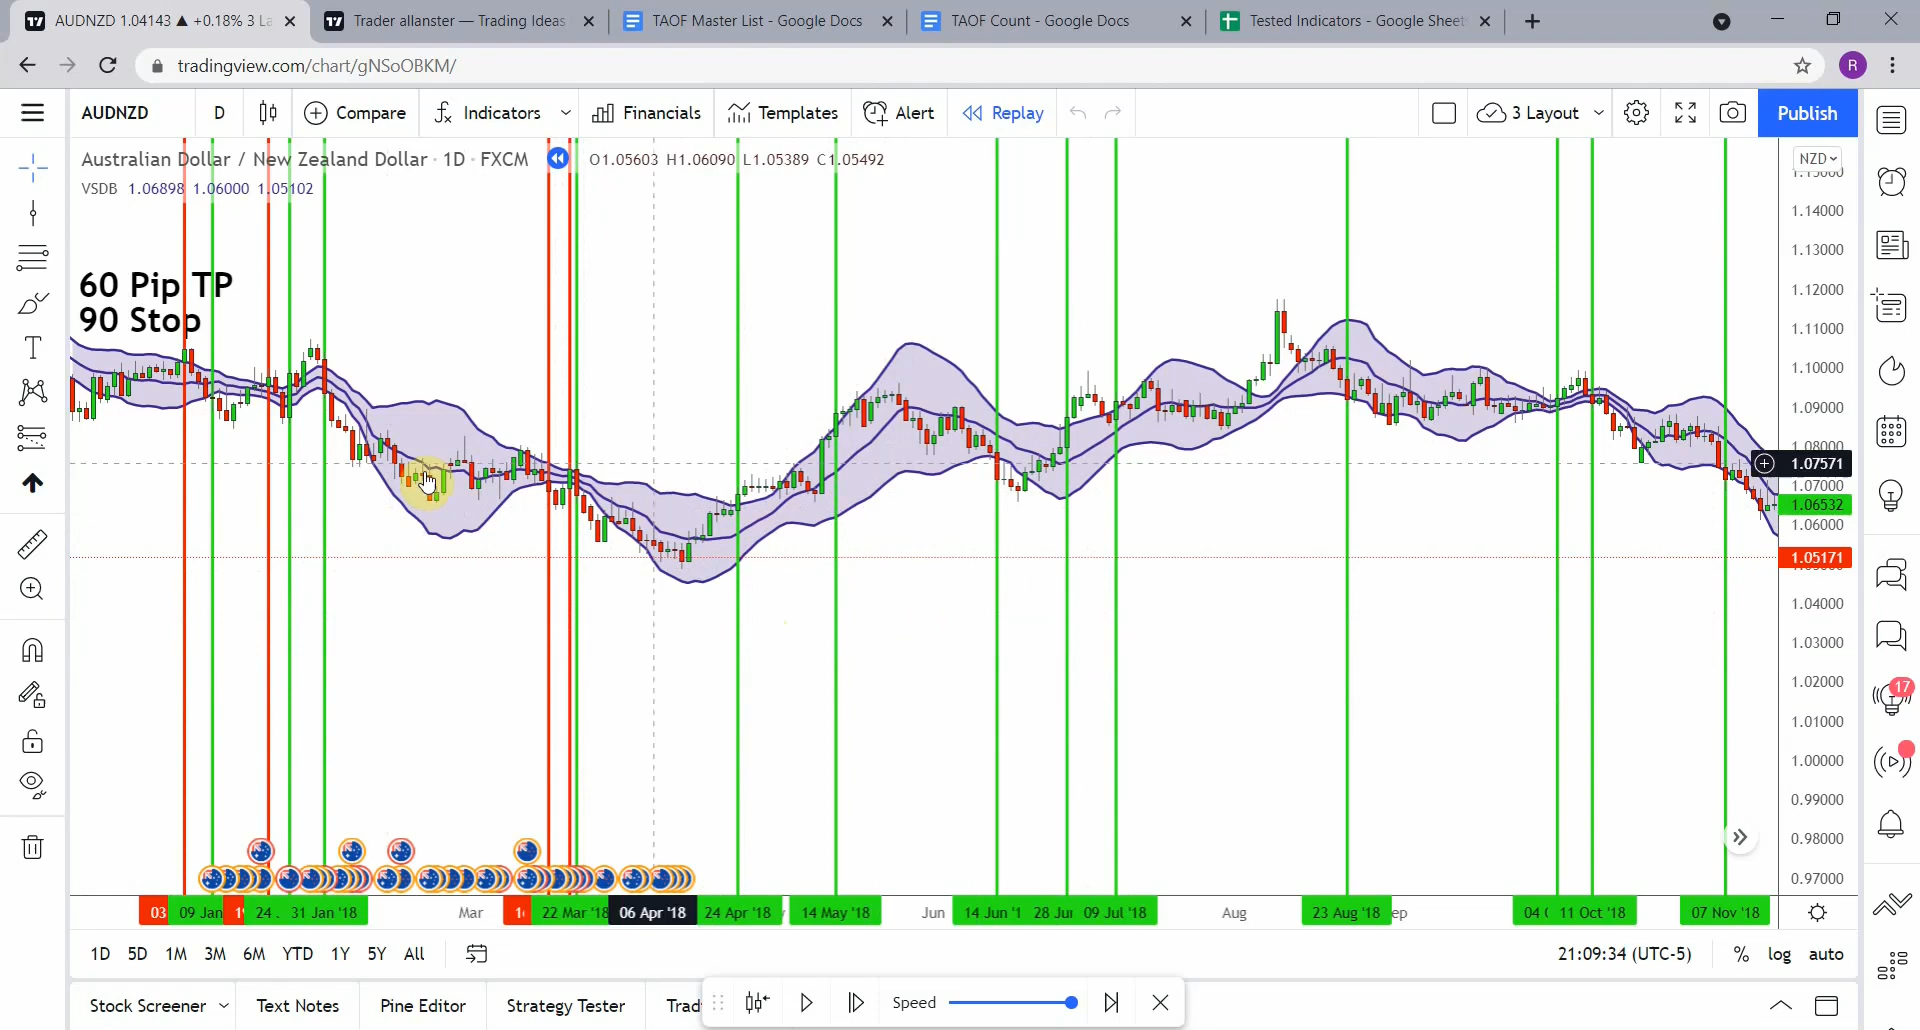 AUDNZD 1.04143 ▲ +0.18% 3 La
Trader allanster — Trading Ideas
TAOF Master List - Google Docs
TAOF Count - Google Docs
Tested Indicators - Google Sheet
tradingview.com/chart/gNSoOBKM/
R
AUDNZD D Compare Indicators Financials Templates Alert Replay 3 Layout Publish
Australian Dollar / New Zealand Dollar · 1D · FXCM O1.05603 H1.06090 L1.05389 C1.05492
NZD
VSDB 1.06898 1.06000 1.05102
60 Pip TP
90 Stop
1.14000
1.13000
1.12000
1.11000
1.10000
1.09000
1.08000
1.07571
1.07000
1.06532
1.06000
1.05171
1.04000
1.03000
1.02000
1.01000
1.00000
0.99000
0.98000
0.97000
17
03 09 Jan 24 31 Jan '18 Mar 22 Mar '18 06 Apr '18 24 Apr '18 14 May '18 Jun 14 Jun '1 28 Jun 09 Jul '18 Aug 23 Aug '18 ep 04 11 Oct '18 07 Nov '18
1D 5D 1M 3M 6M YTD 1Y 5Y All
21:09:34 (UTC-5) % log auto
Stock Screener Text Notes Pine Editor Strategy Tester Trad
Speed